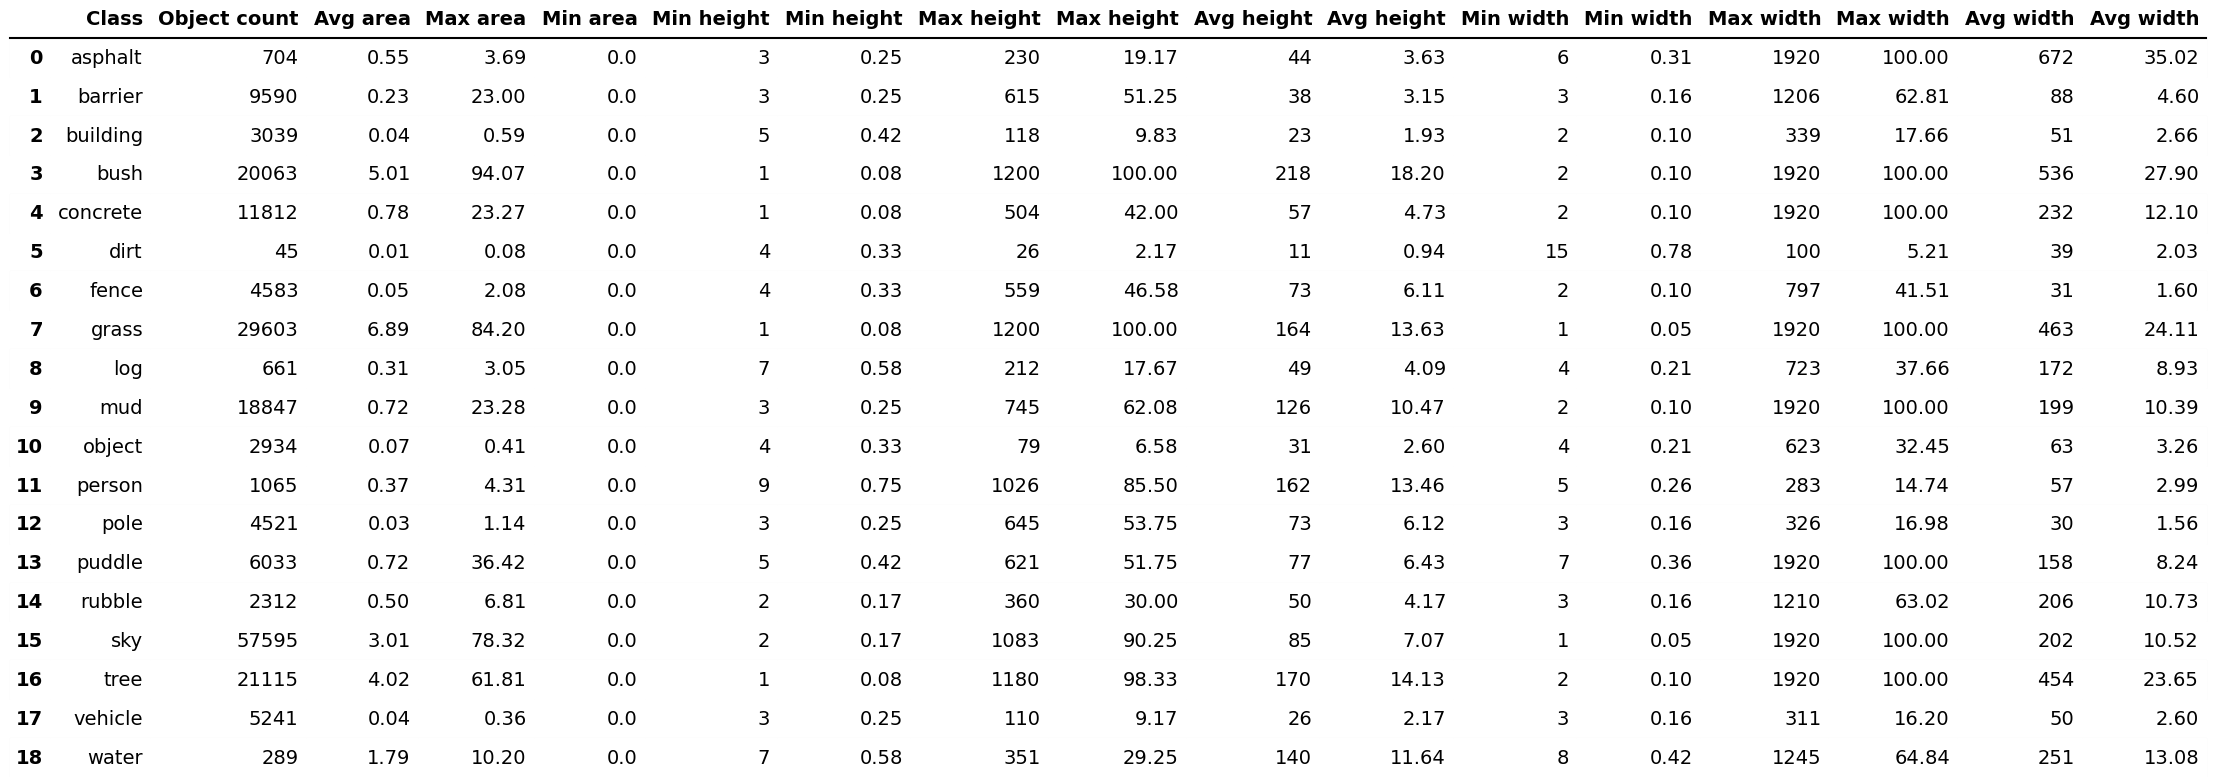 Class Object count Avg area Max area Min area Min height Min height Max height Max height Avg height Avg height Min width Min width Max width Max width Avg width Avg width
0 asphalt 704 0.55 3.69 0.0 3 0.25 230 19.17 44 3.63 6 0.31 1920 100.00 672 35.02
1 barrier 9590 0.23 23.00 0.0 3 0.25 615 51.25 38 3.15 3 0.16 1206 62.81 88 4.60
2 building 3039 0.04 0.59 0.0 5 0.42 118 9.83 23 1.93 2 0.10 339 17.66 51 2.66
3 bush 20063 5.01 94.07 0.0 1 0.08 1200 100.00 218 18.20 2 0.10 1920 100.00 536 27.90
4 concrete 11812 0.78 23.27 0.0 1 0.08 504 42.00 57 4.73 2 0.10 1920 100.00 232 12.10
5 dirt 45 0.01 0.08 0.0 4 0.33 26 2.17 11 0.94 15 0.78 100 5.21 39 2.03
6 fence 4583 0.05 2.08 0.0 4 0.33 559 46.58 73 6.11 2 0.10 797 41.51 31 1.60
7 grass 29603 6.89 84.20 0.0 1 0.08 1200 100.00 164 13.63 1 0.05 1920 100.00 463 24.11
8 log 661 0.31 3.05 0.0 7 0.58 212 17.67 49 4.09 4 0.21 723 37.66 172 8.93
9 mud 18847 0.72 23.28 0.0 3 0.25 745 62.08 126 10.47 2 0.10 1920 100.00 199 10.39
10 object 2934 0.07 0.41 0.0 4 0.33 79 6.58 31 2.60 4 0.21 623 32.45 63 3.26
11 person 1065 0.37 4.31 0.0 9 0.75 1026 85.50 162 13.46 5 0.26 283 14.74 57 2.99
12 pole 4521 0.03 1.14 0.0 3 0.25 645 53.75 73 6.12 3 0.16 326 16.98 30 1.56
13 puddle 6033 0.72 36.42 0.0 5 0.42 621 51.75 77 6.43 7 0.36 1920 100.00 158 8.24
14 rubble 2312 0.50 6.81 0.0 2 0.17 360 30.00 50 4.17 3 0.16 1210 63.02 206 10.73
15 sky 57595 3.01 78.32 0.0 2 0.17 1083 90.25 85 7.07 1 0.05 1920 100.00 202 10.52
16 tree 21115 4.02 61.81 0.0 1 0.08 1180 98.33 170 14.13 2 0.10 1920 100.00 454 23.65
17 vehicle 5241 0.04 0.36 0.0 3 0.25 110 9.17 26 2.17 3 0.16 311 16.20 50 2.60
18 water 289 1.79 10.20 0.0 7 0.58 351 29.25 140 11.64 8 0.42 1245 64.84 251 13.08